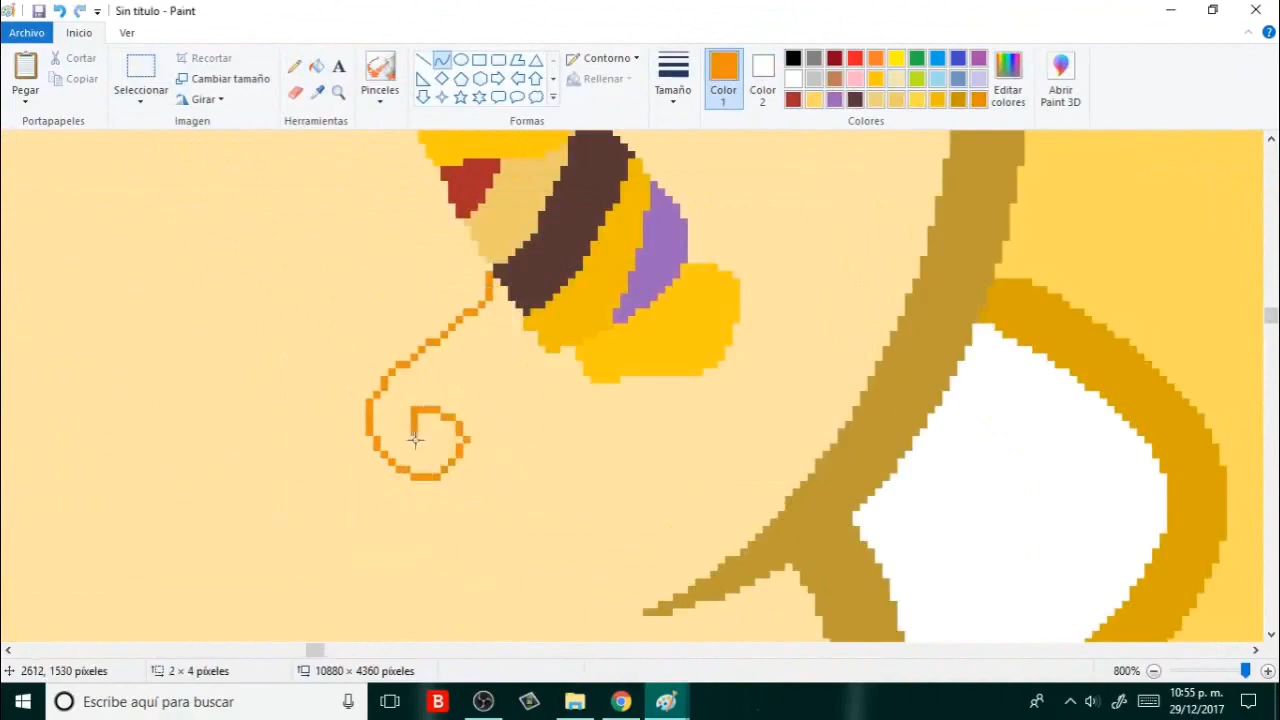 Sin título - Paint
Archivo Inicio Ver
Pegar
Cortar
Copiar
Portapapeles
Seleccionar
Recortar
Cambiar tamaño
Girar
Imagen
A
Herramientas
Pinceles
Contorno
Rellenar
Formas
Tamaño
Color 1
Color 2
Editar colores
Colores
Abrir Paint 3D
2612, 1530 píxeles
2 × 4 píxeles
10880 × 4360 píxeles
800%
Escribe aquí para buscar
B
10:55 p. m.
29/12/2017